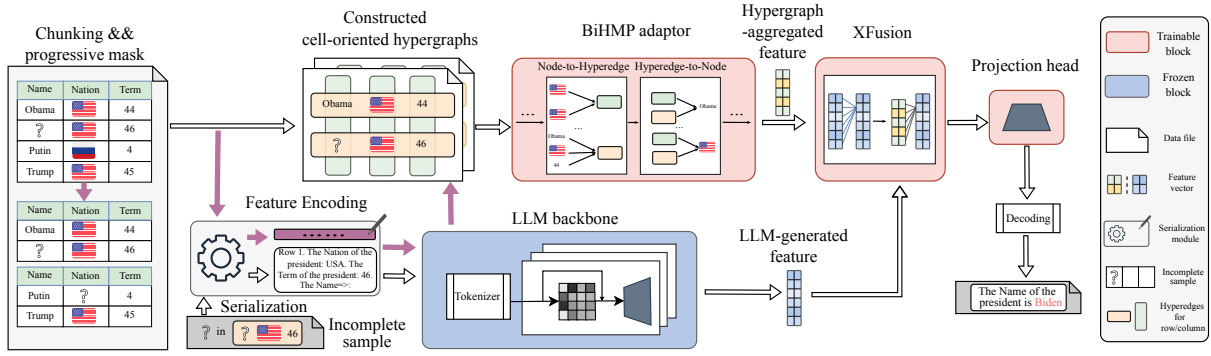 Chunking &&
progressive mask
Name Nation Term
Obama 44
? 46
Putin 4
Trump 45
Name Nation Term
Obama 44
? 46
Name Nation Term
Putin ? 4
Trump 45
Constructed
cell-oriented hypergraphs
Obama 44
? 46
Feature Encoding
Row 1. The Nation of the
president: USA. The
Term of the president: 46.
The Name=>:
Serialization
? in ? 46
Incomplete
sample
BiHMP adaptor
Node-to-Hyperedge
...
Obama
...
44
Hyperedge-to-Node
Obama
...
...
LLM backbone
Tokenizer
Hypergraph
-aggregated
feature
LLM-generated
feature
XFusion
Projection head
Decoding
The Name of the
president is Biden
Trainable
block
Frozen
block
Data file
Feature
vector
Serialization
module
?
Incomplete
sample
Hyperedges for
row/column